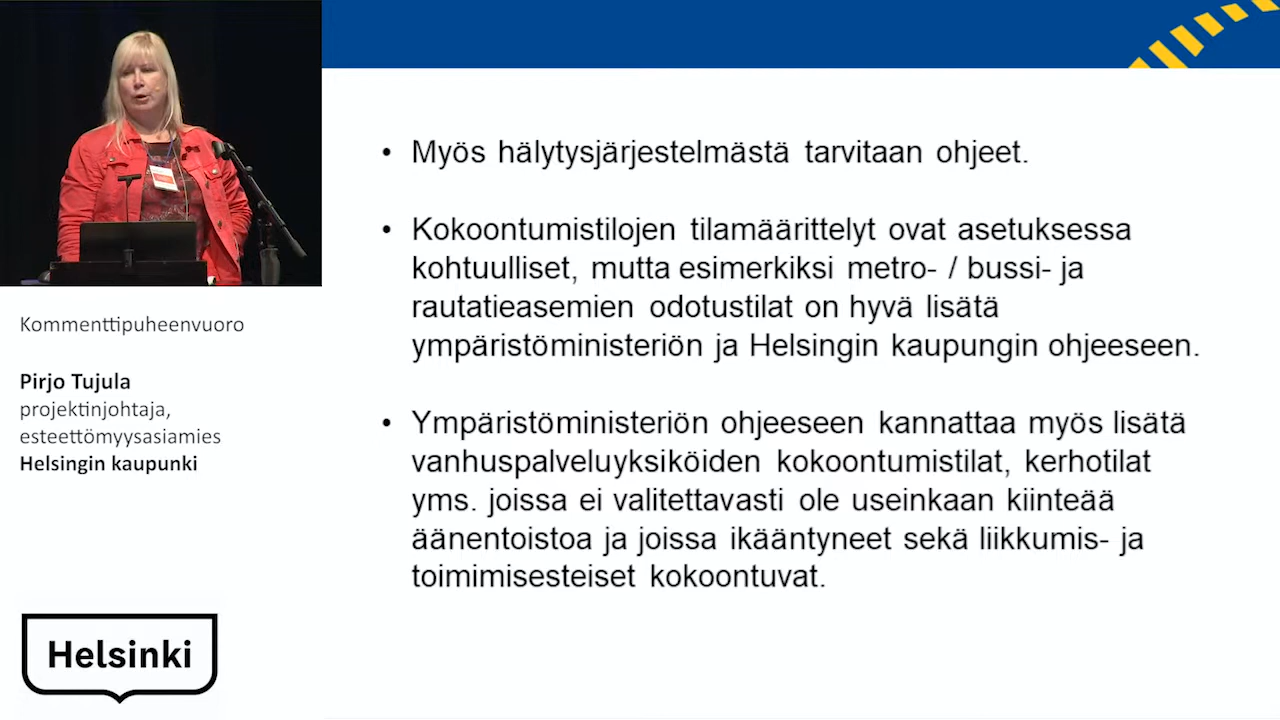 Kommenttipuheenvuoro
Pirjo Tujula
projektinjohtaja,
esteettömyysasiamies
Helsingin kaupunki
Helsinki
• Myös hälytysjärjestelmästä tarvitaan ohjeet.
• Kokoontumistilojen tilamäärittelyt ovat asetuksessa
kohtuulliset, mutta esimerkiksi metro- / bussi- ja
rautatieasemien odotustilat on hyvä lisätä
ympäristöministeriön ja Helsingin kaupungin ohjeeseen.
• Ympäristöministeriön ohjeeseen kannattaa myös lisätä
vanhuspalveluyksiköiden kokoontumistilat, kerhotilat
yms. joissa ei valitettavasti ole useinkaan kiinteää
äänentoistoa ja joissa ikääntyneet sekä liikkumis- ja
toimimisesteiset kokoontuvat.